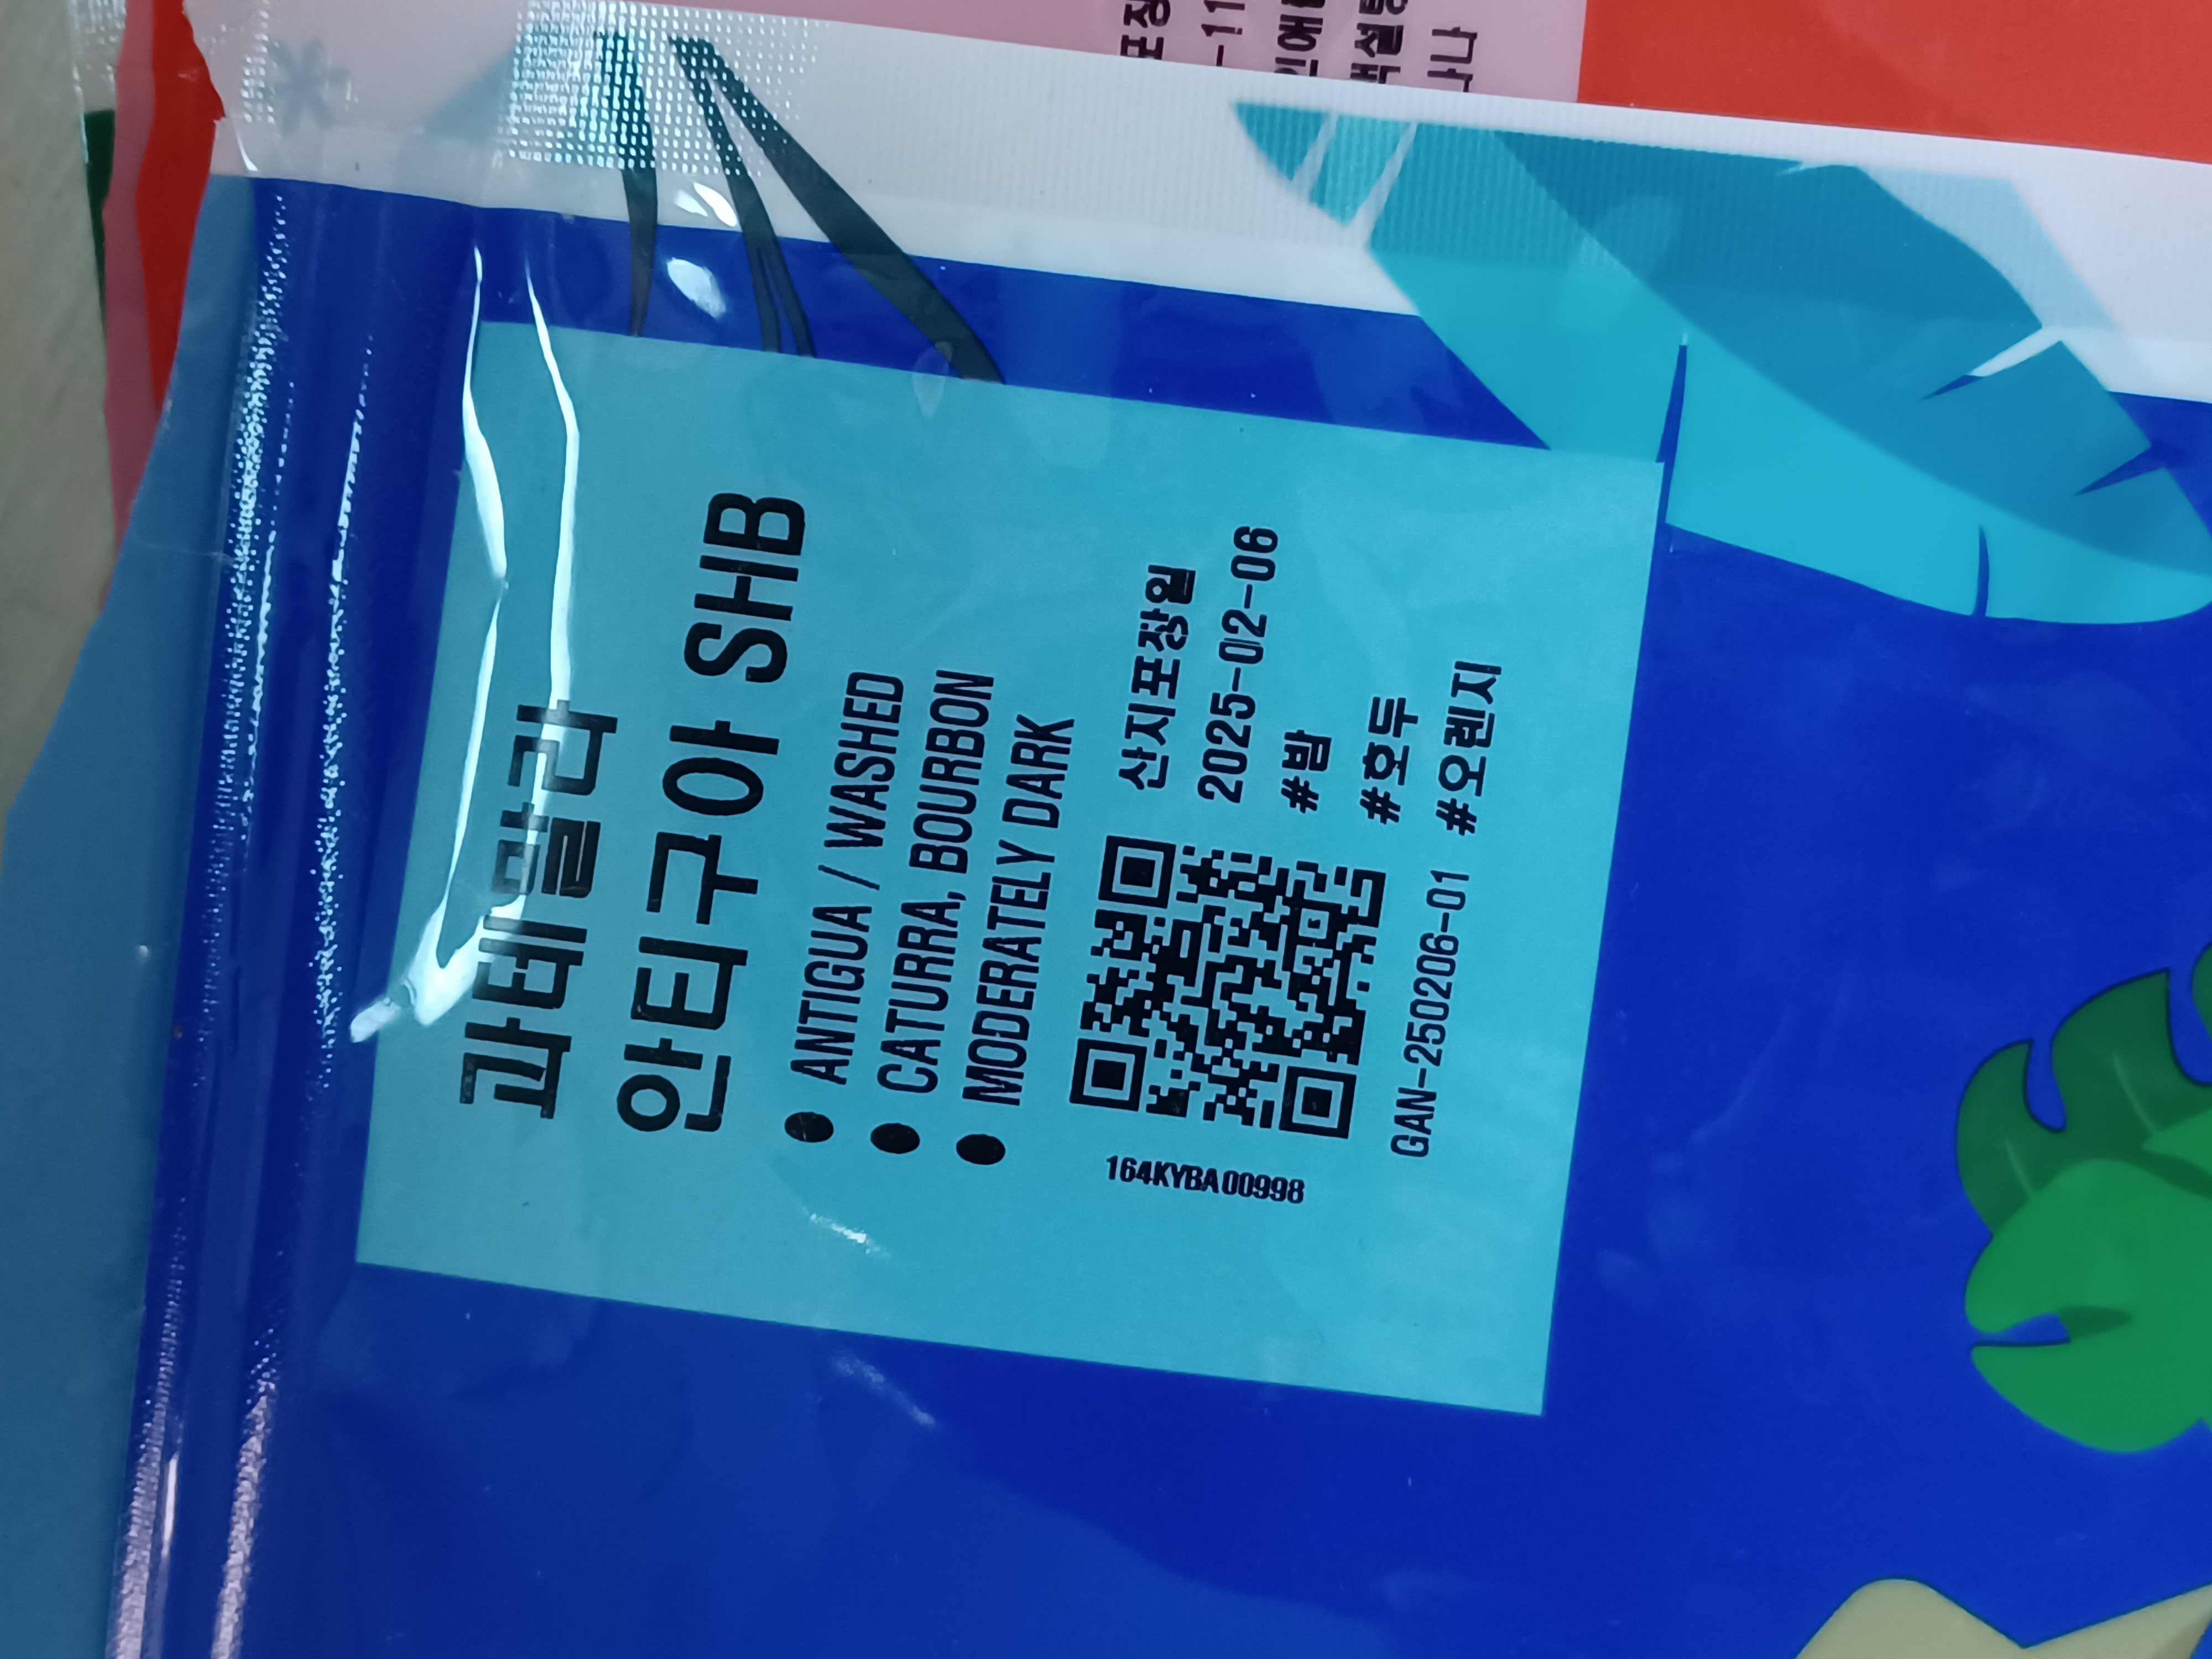 과테말라
안티구아 SHB
ANTIGUA / WASHED
CATURRA, BOURBON
MODERATELY DARK
산지포장일
2025-02-06
#밤
#호두
#오렌지
164KYBA00998
GAN-250206-01